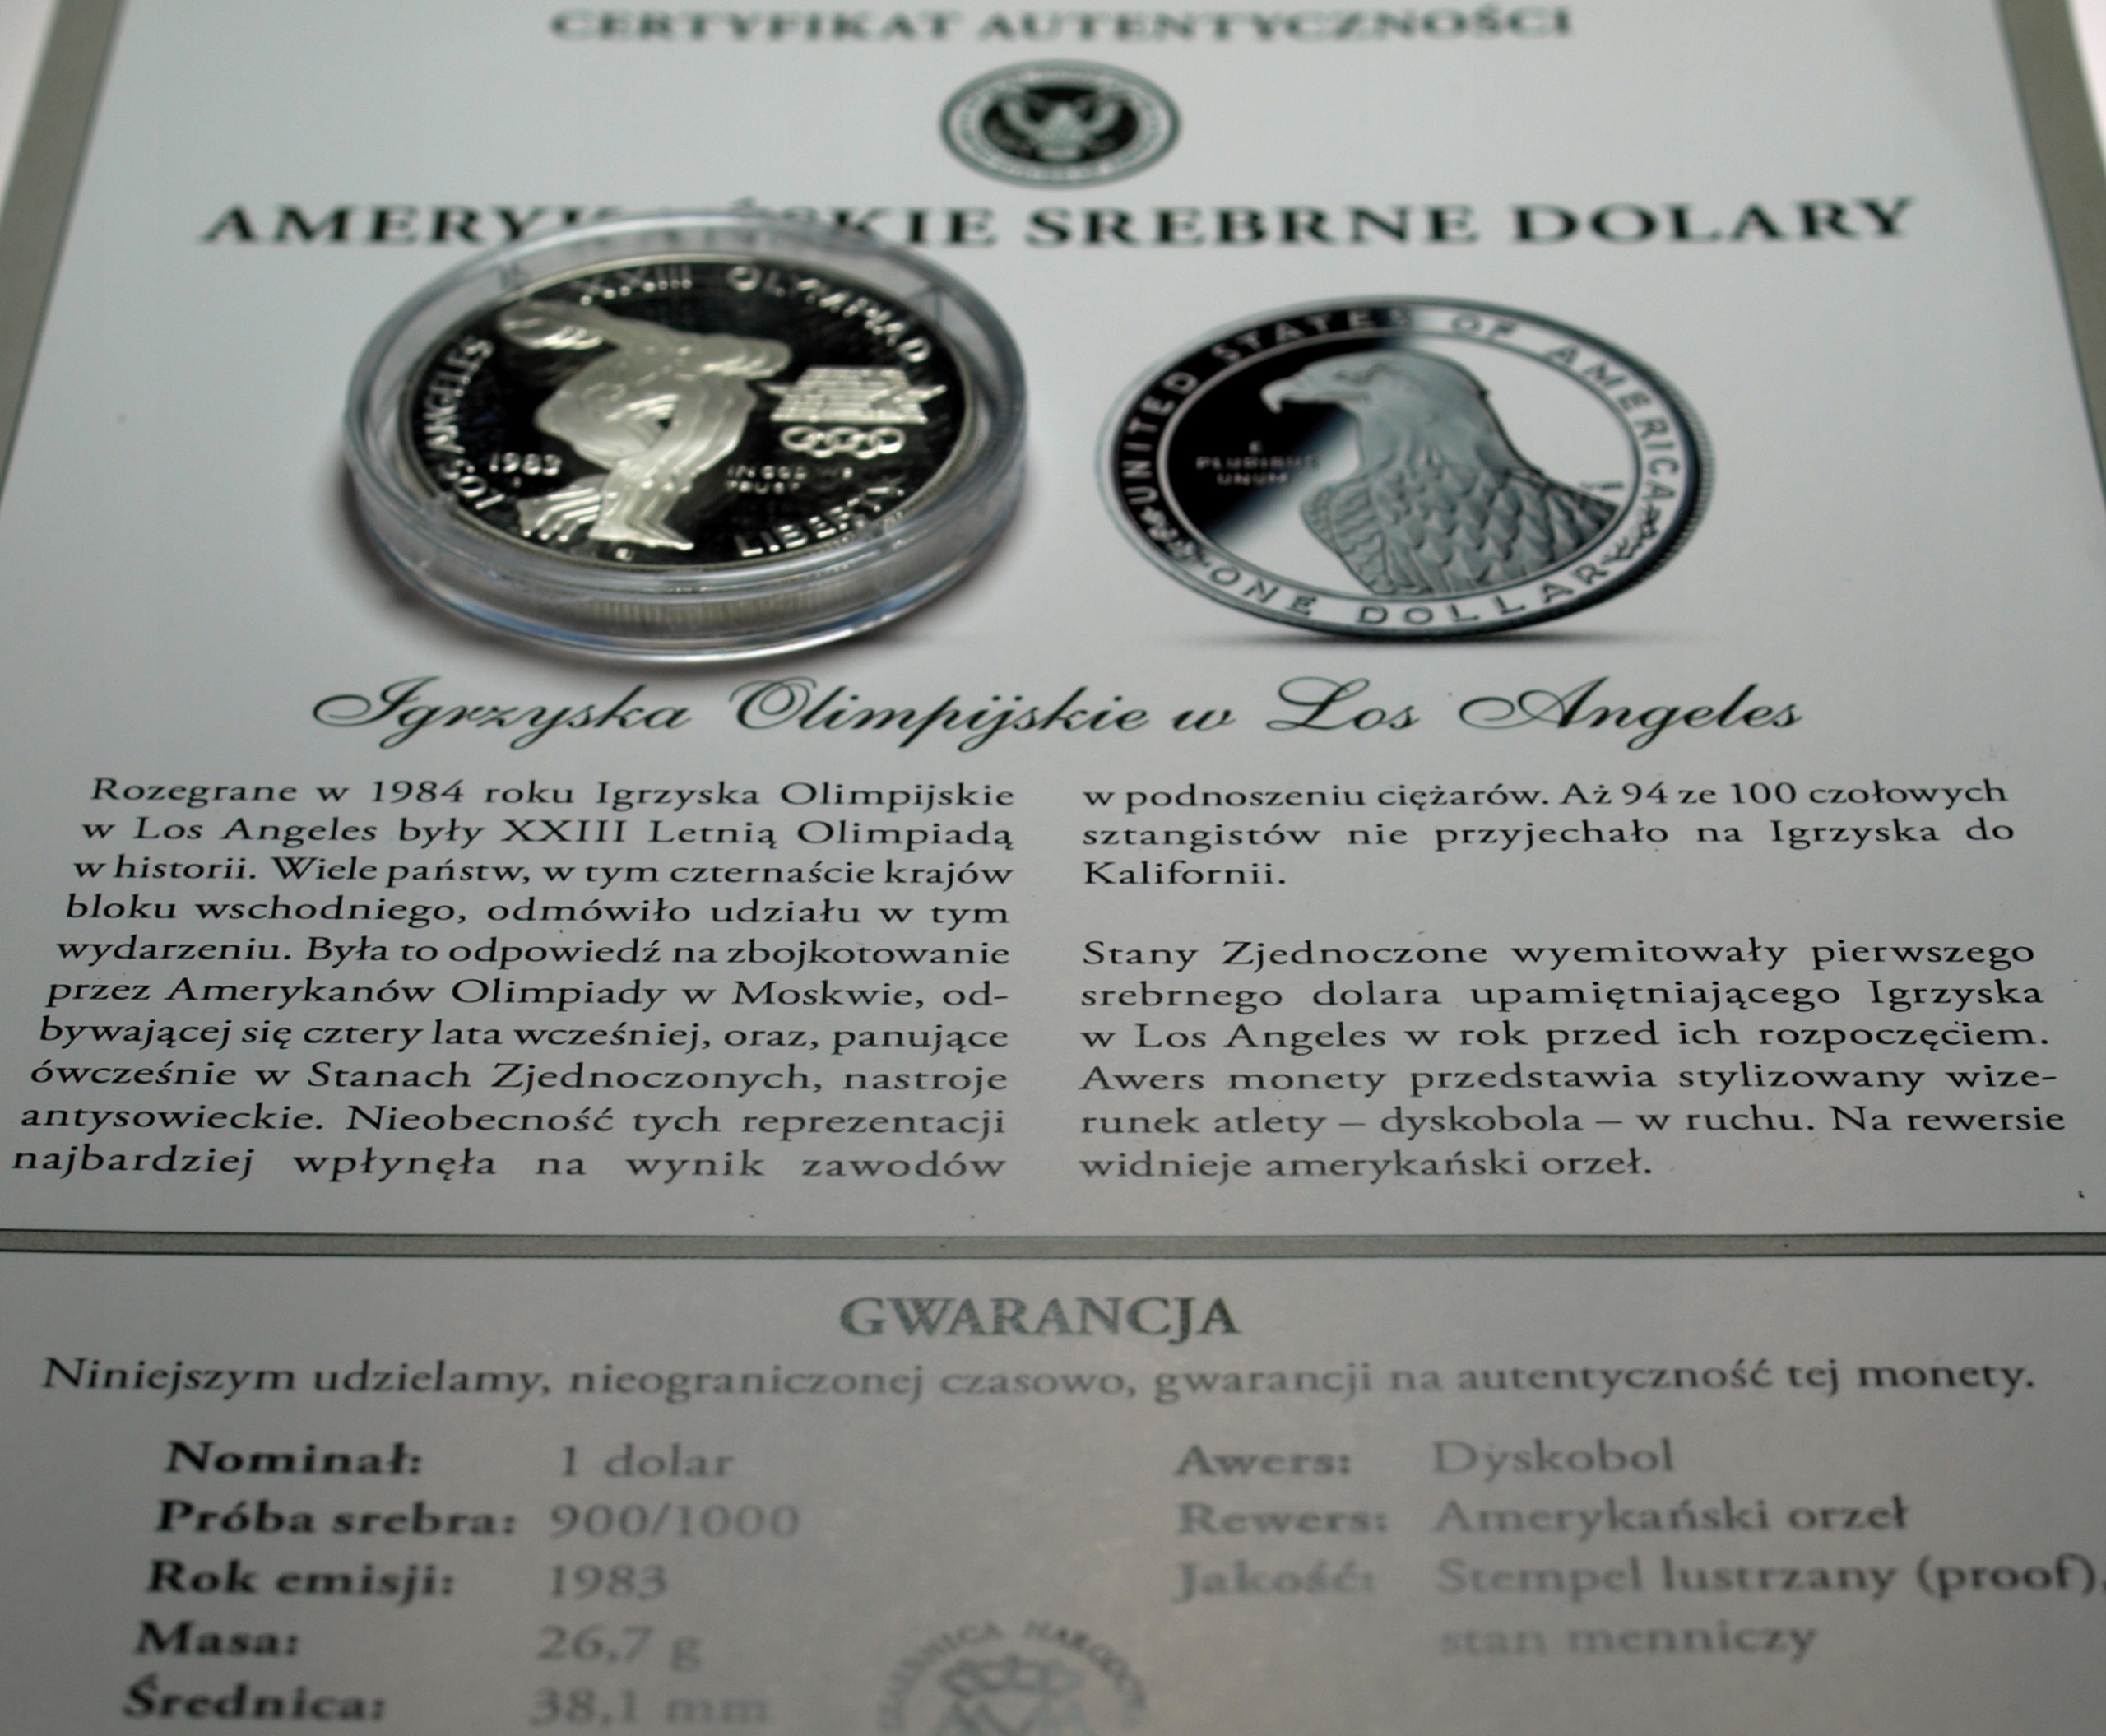 CERTYFIKAT AUTENTYCZNOŚCI
SREBRNE DOLARY
XXIII OLYMPIAD
LOS ANGELES
1983
IN GOD WE
TRUST
LIBERTY
UNITED STATES OF AMERICA
E
PLURIBUS
UNUM
ONE DOLLAR
Igrzyska Olimpijskie w Los Angeles
Rozegrane w 1984 roku Igrzyska Olimpijskie
w Los Angeles były XXIII Letnią Olimpiadą
w historii. Wiele państw, w tym czternaście krajów
bloku wschodniego, odmówiło udziału w tym
wydarzeniu. Była to odpowiedź na zbojkotowanie
przez Amerykanów Olimpiady w Moskwie, od-
bywającej się cztery lata wcześniej, oraz, panujące
ówcześnie w Stanach Zjednoczonych, nastroje
antysowieckie. Nieobecność tych reprezentacji
najbardziej wpłynęła na wynik zawodów
w podnoszeniu ciężarów. Aż 94 ze 100 czołowych
sztangistów nie przyjechało na Igrzyska do
Kalifornii.
Stany Zjednoczone wyemitowały pierwszego
srebrnego dolara upamiętniającego Igrzyska
w Los Angeles w rok przed ich rozpoczęciem.
Awers monety przedstawia stylizowany wize-
runek atlety – dyskobola – w ruchu. Na rewersie
widnieje amerykański orzeł.
GWARANCJA
Niniejszym udzielamy, nieograniczonej czasowo, gwarancji na autentyczność tej monety.
Nominał: 1 dolar
Próba srebra: 900/1000
Rok emisji: 1983
Masa: 26,7 g
Średnica: 38,1 mm
Awers: Dyskobol
Rewers: Amerykański orzeł
Jakość: Stempel lustrzany (proof),
stan menniczy